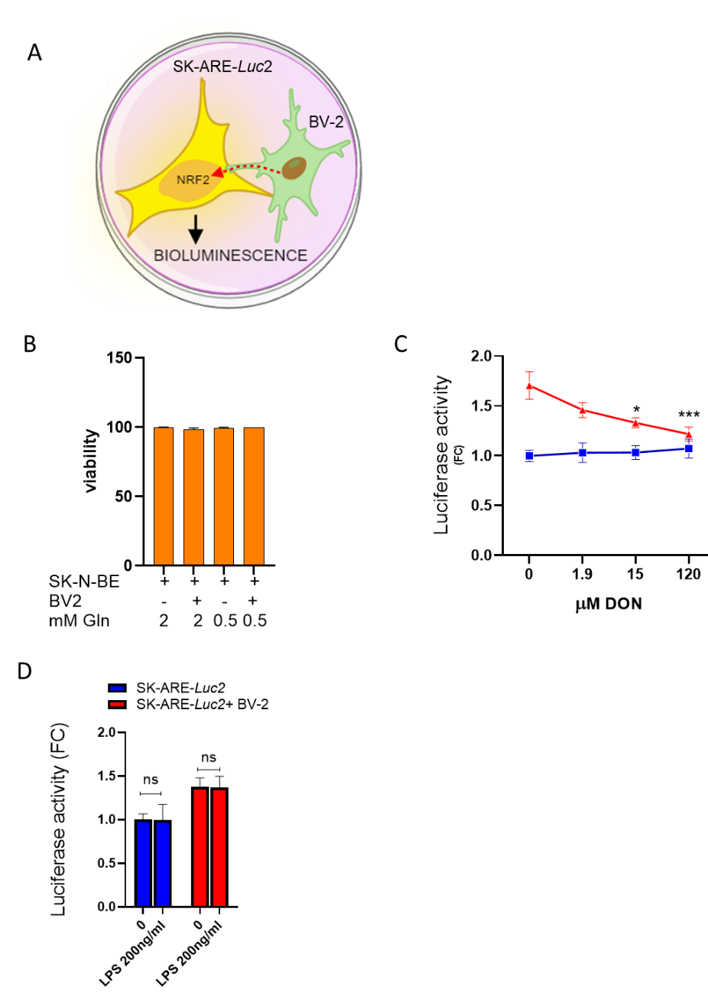 A
SK-ARE-Luc2
BV-2
NRF2
BIOLUMINESCENCE
B
150
100
50
0
viability
SK-N-BE + + + +
BV2 - + - +
mM Gln 2 2 0.5 0.5
C
2.0
1.5
1.0
0.5
0.0
Luciferase activity
(FC)
*
***
0 1.9 15 120
µM DON
D
SK-ARE-Luc2
SK-ARE-Luc2+ BV-2
2.0
1.5
1.0
0.5
0.0
Luciferase activity (FC)
ns
ns
0
LPS 200ng/ml
0
LPS 200ng/ml